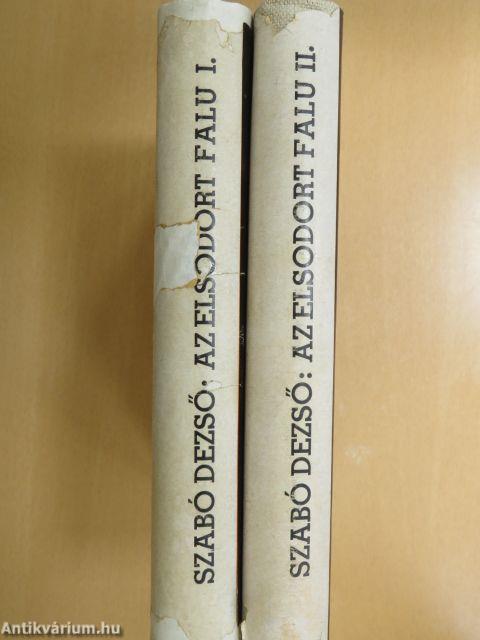 SZABÓ DEZSŐ: AZ ELSODORT FALU I.
SZABÓ DEZSŐ: AZ ELSODORT FALU II.
Antikvárium.hu